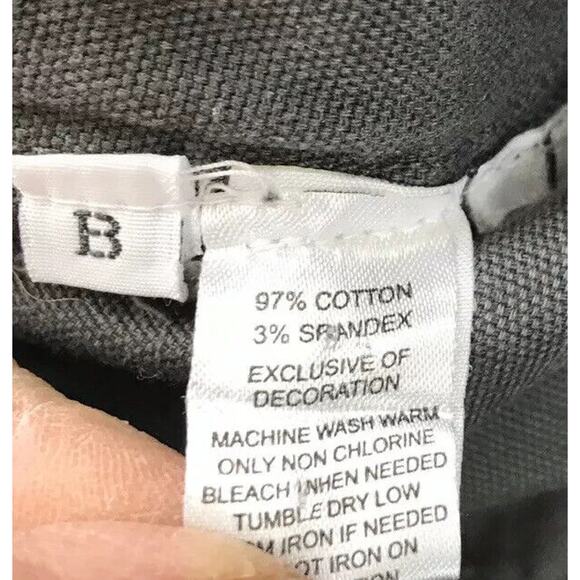 B
97% COTTON
3% SPANDEX
EXCLUSIVE OF
DECORATION
MACHINE WASH WARM
ONLY NON CHLORINE
BLEACH WHEN NEEDED
TUMBLE DRY LOW
IRON IF NEEDED
IRON ON